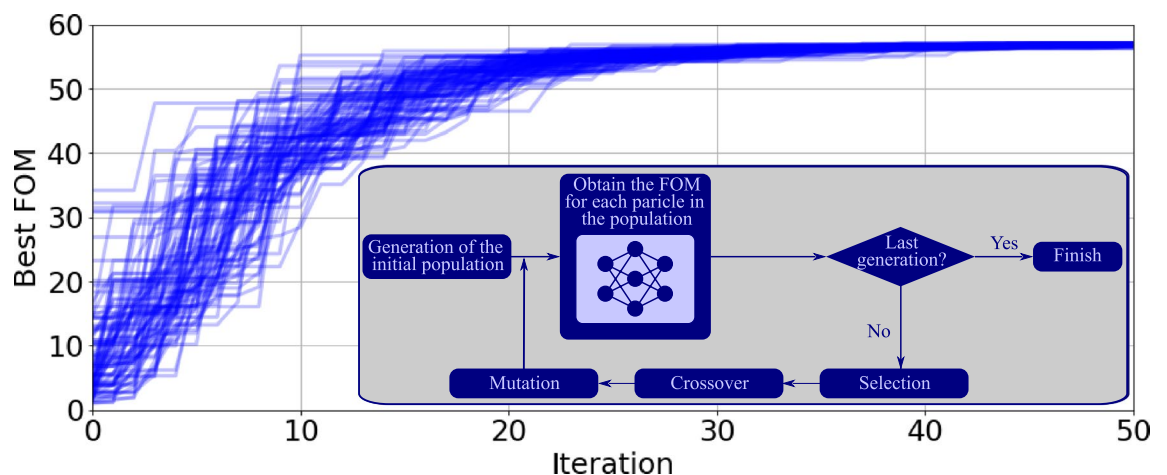 60
50
40
30
20
10
0
Best FOM
0 10 20 30 40 50
Iteration
Generation of the
initial population
Obtain the FOM
for each paricle in
the population
Last
generation?
Yes
Finish
No
Selection
Crossover
Mutation